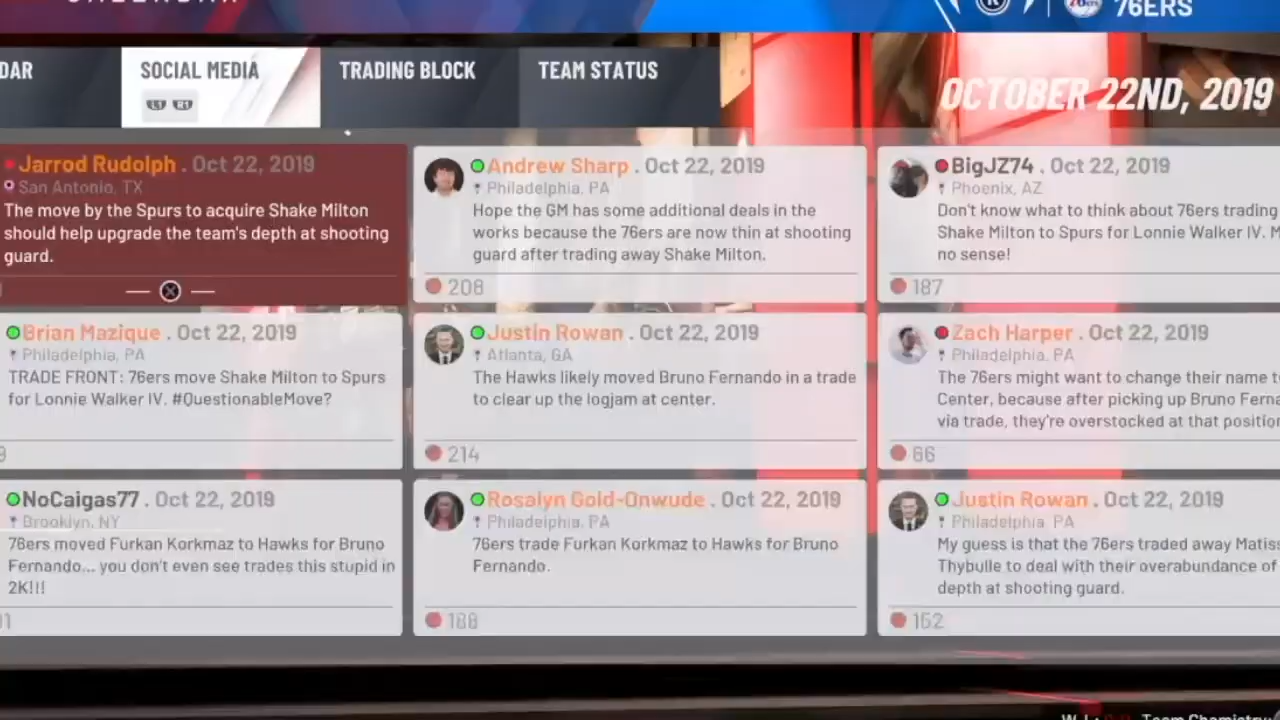 CALENDAR
76ERS
DAR
SOCIAL MEDIA
L1 R1
TRADING BLOCK
TEAM STATUS
OCTOBER 22ND, 2019
Jarrod Rudolph . Oct 22, 2019
San Antonio, TX
The move by the Spurs to acquire Shake Milton
should help upgrade the team's depth at shooting
guard.
Andrew Sharp . Oct 22, 2019
Philadelphia, PA
Hope the GM has some additional deals in the
works because the 76ers are now thin at shooting
guard after trading away Shake Milton.
208
BigJZ74 . Oct 22, 2019
Phoenix, AZ
Don't know what to think about 76ers trading
Shake Milton to Spurs for Lonnie Walker IV. M
no sense!
187
Brian Mazique . Oct 22, 2019
Philadelphia, PA
TRADE FRONT: 76ers move Shake Milton to Spurs
for Lonnie Walker IV. #QuestionableMove?
9
Justin Rowan . Oct 22, 2019
Atlanta, GA
The Hawks likely moved Bruno Fernando in a trade
to clear up the logjam at center.
214
Zach Harper . Oct 22, 2019
Philadelphia, PA
The 76ers might want to change their name t
Center, because after picking up Bruno Ferna
via trade, they're overstocked at that position
86
NoCaigas77 . Oct 22, 2019
Brooklyn, NY
76ers moved Furkan Korkmaz to Hawks for Bruno
Fernando... you don't even see trades this stupid in
2K!!!
91
Rosalyn Gold-Onwude . Oct 22, 2019
Philadelphia, PA
76ers trade Furkan Korkmaz to Hawks for Bruno
Fernando.
188
Justin Rowan . Oct 22, 2019
Philadelphia, PA
My guess is that the 76ers traded away Matiss
Thybulle to deal with their overabundance of
depth at shooting guard.
152
Team Chemistry